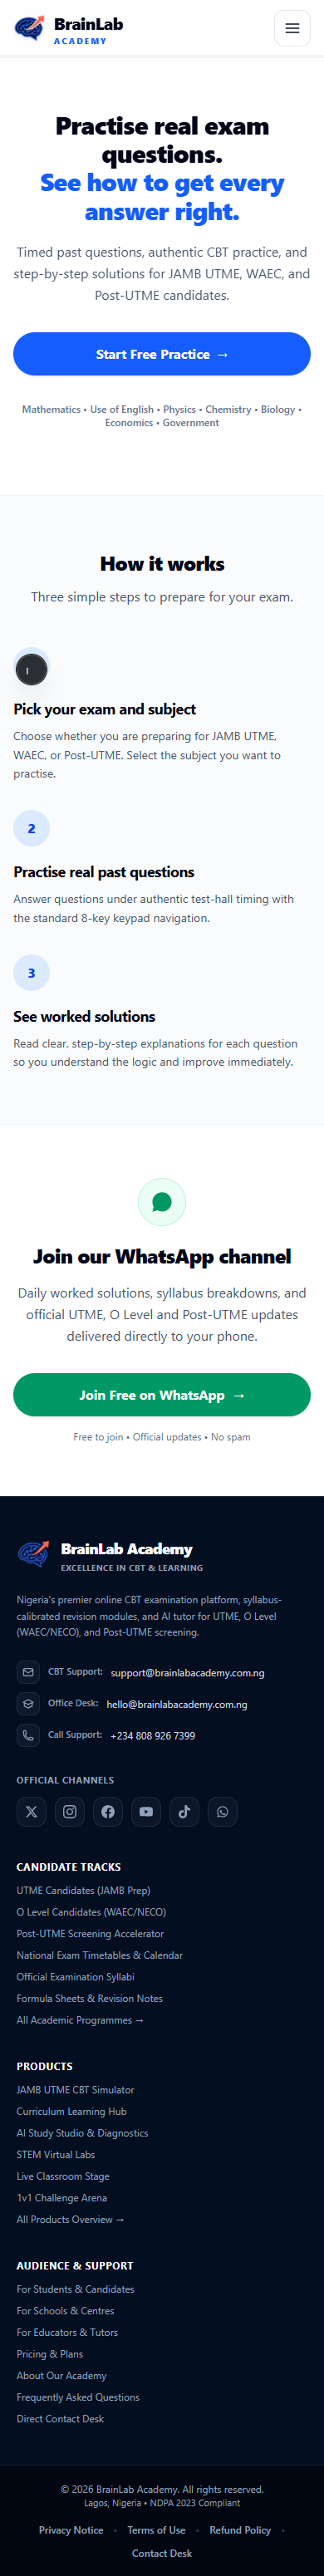 BrainLab
ACADEMY
Practise real exam
questions.
See how to get every
answer right.
Timed past questions, authentic CBT practice, and
step-by-step solutions for JAMB UTME, WAEC, and
Post-UTME candidates.
Start Free Practice →
Mathematics • Use of English • Physics • Chemistry • Biology •
Economics • Government
How it works
Three simple steps to prepare for your exam.
Pick your exam and subject
Choose whether you are preparing for JAMB UTME,
WAEC, or Post-UTME. Select the subject you want to
practise.
2
Practise real past questions
Answer questions under authentic test-hall timing with
the standard 8-key keypad navigation.
3
See worked solutions
Read clear, step-by-step explanations for each question
so you understand the logic and improve immediately.
Join our WhatsApp channel
Daily worked solutions, syllabus breakdowns, and
official UTME, O Level and Post-UTME updates
delivered directly to your phone.
Join Free on WhatsApp →
Free to join • Official updates • No spam
BrainLab Academy
EXCELLENCE IN CBT & LEARNING
Nigeria's premier online CBT examination platform, syllabus-
calibrated revision modules, and AI tutor for UTME, O Level
(WAEC/NECO), and Post-UTME screening.
CBT Support: support@brainlabacademy.com.ng
Office Desk: hello@brainlabacademy.com.ng
Call Support: +234 808 926 7399
OFFICIAL CHANNELS
CANDIDATE TRACKS
UTME Candidates (JAMB Prep)
O Level Candidates (WAEC/NECO)
Post-UTME Screening Accelerator
National Exam Timetables & Calendar
Official Examination Syllabi
Formula Sheets & Revision Notes
All Academic Programmes →
PRODUCTS
JAMB UTME CBT Simulator
Curriculum Learning Hub
AI Study Studio & Diagnostics
STEM Virtual Labs
Live Classroom Stage
1v1 Challenge Arena
All Products Overview →
AUDIENCE & SUPPORT
For Students & Candidates
For Schools & Centres
For Educators & Tutors
Pricing & Plans
About Our Academy
Frequently Asked Questions
Direct Contact Desk
© 2026 BrainLab Academy. All rights reserved.
Lagos, Nigeria • NDPA 2023 Compliant
Privacy Notice • Terms of Use • Refund Policy •
Contact Desk